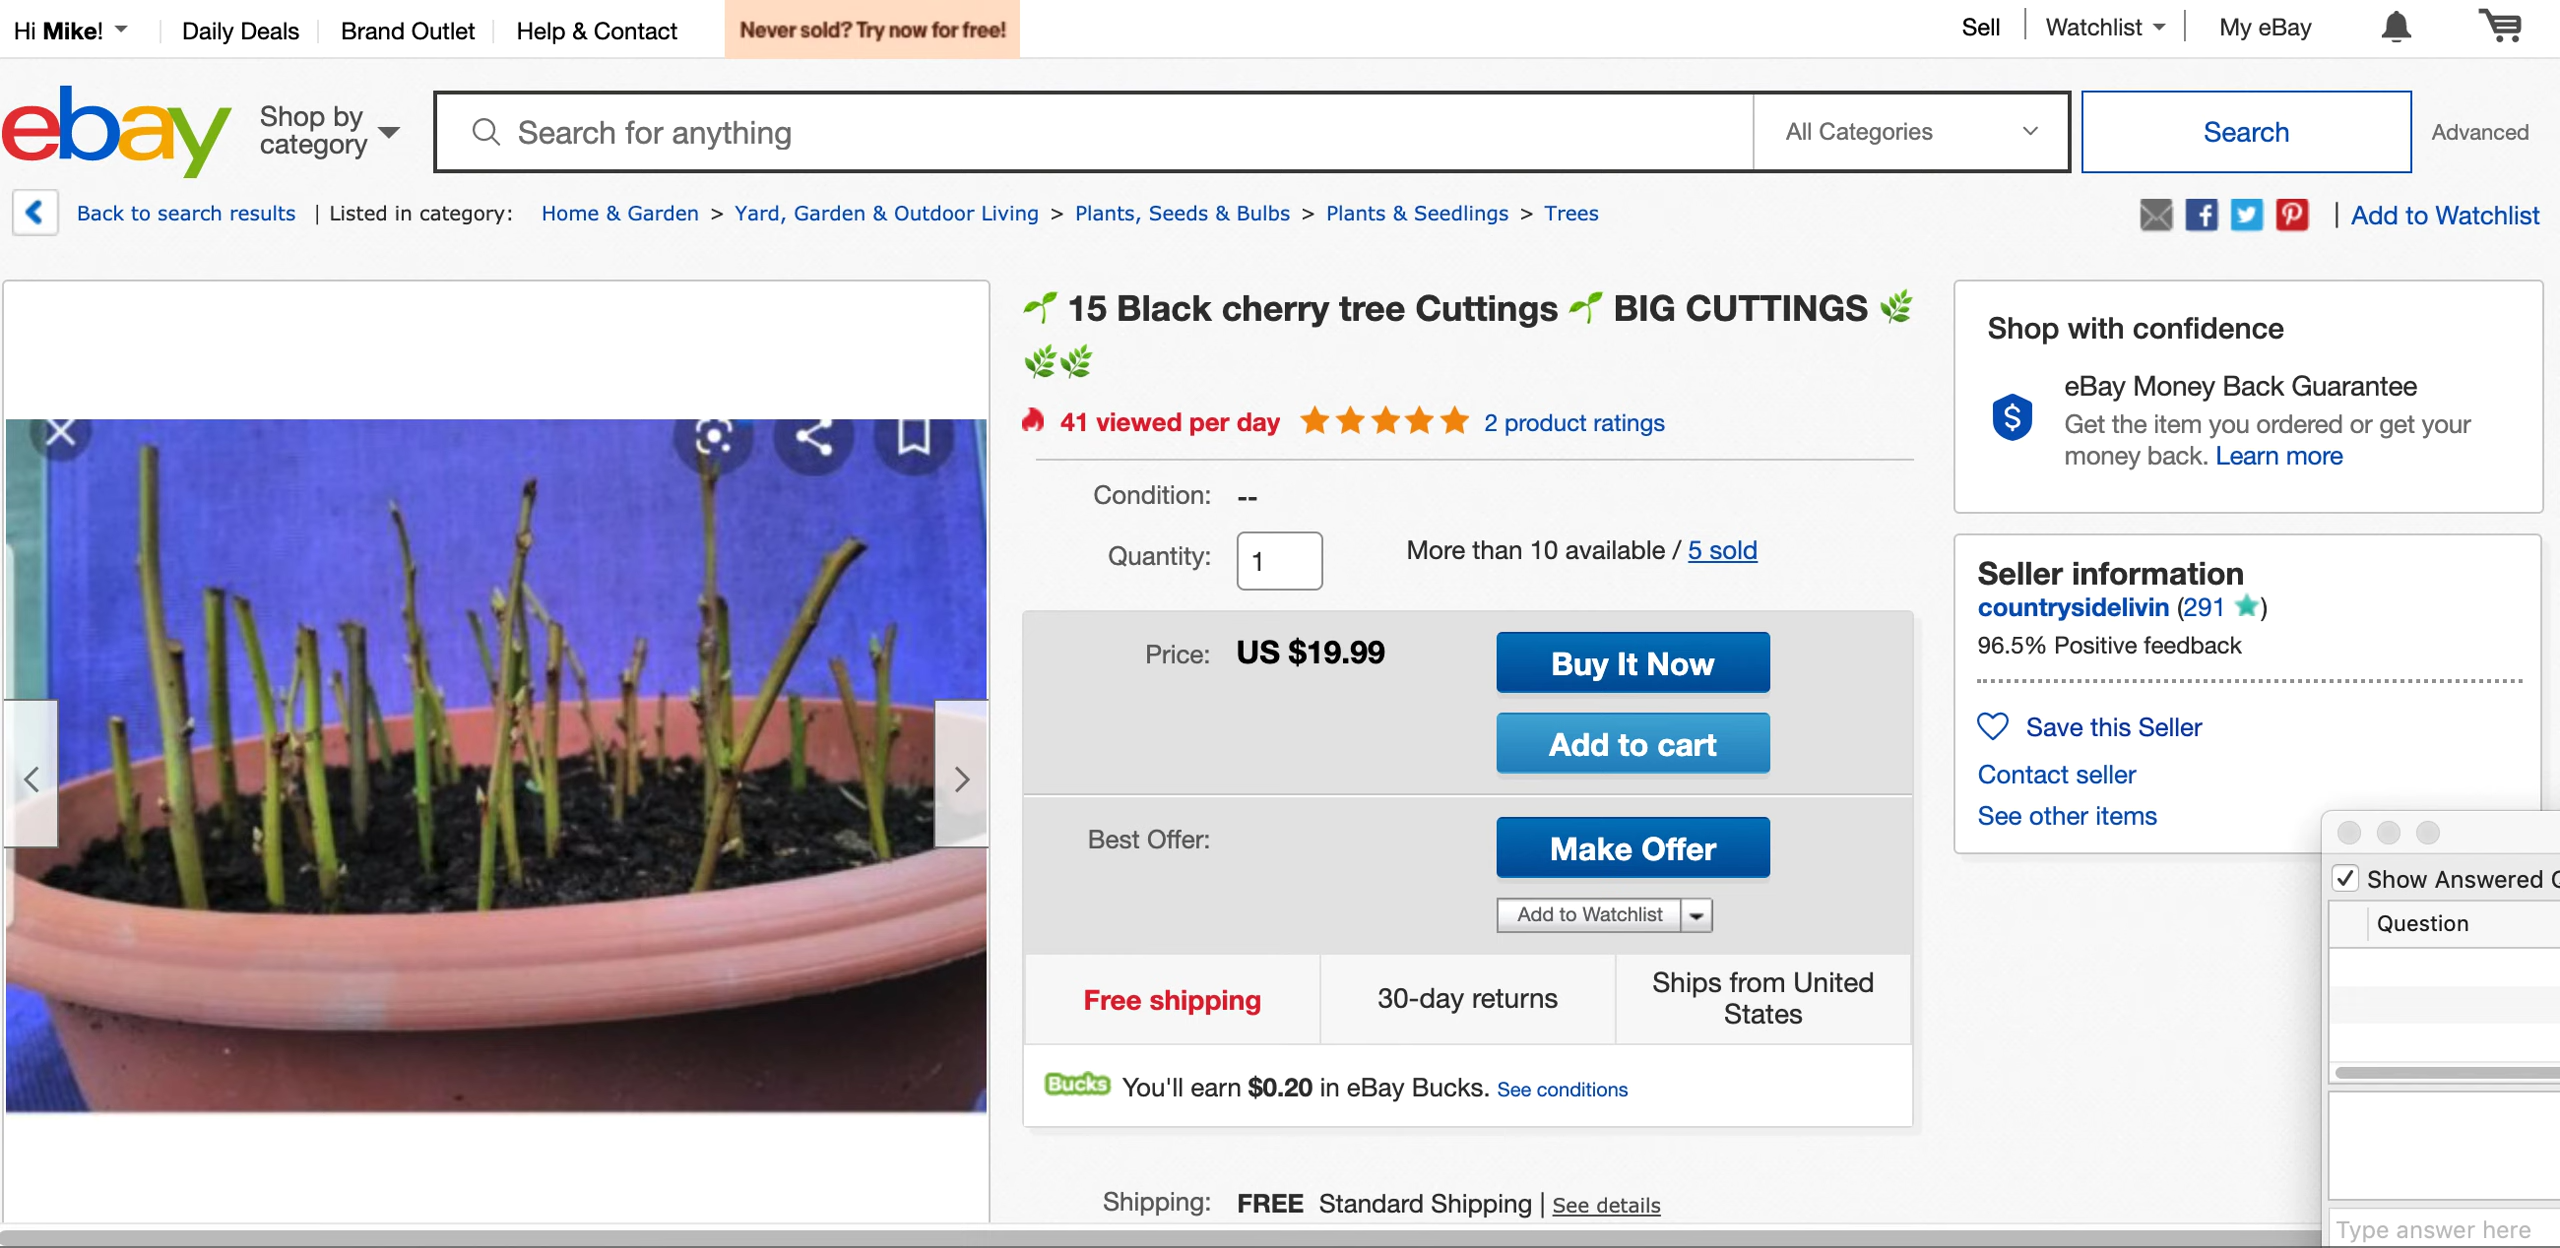 Hi Mike!
Daily Deals
Brand Outlet
Help & Contact
Never sold? Try now for free!
Sell
Watchlist
My eBay
ebay
Shop by
category
Search for anything
All Categories
Search
Advanced
Back to search results | Listed in category: Home & Garden > Yard, Garden & Outdoor Living > Plants, Seeds & Bulbs > Plants & Seedlings > Trees
| Add to Watchlist
15 Black cherry tree Cuttings 🌱 BIG CUTTINGS 🌿
🌿🌿
41 viewed per day
2 product ratings
Condition: --
Quantity: 1
More than 10 available / 5 sold
Price: US $19.99
Buy It Now
Add to cart
Best Offer:
Make Offer
Add to Watchlist
Free shipping
30-day returns
Ships from United
States
Bucks You'll earn $0.20 in eBay Bucks. See conditions
Shipping: FREE Standard Shipping | See details
Shop with confidence
eBay Money Back Guarantee
Get the item you ordered or get your
money back. Learn more
Seller information
countrysidelivin (291 ★)
96.5% Positive feedback
Save this Seller
Contact seller
See other items
Show Answered
Question
Type answer here